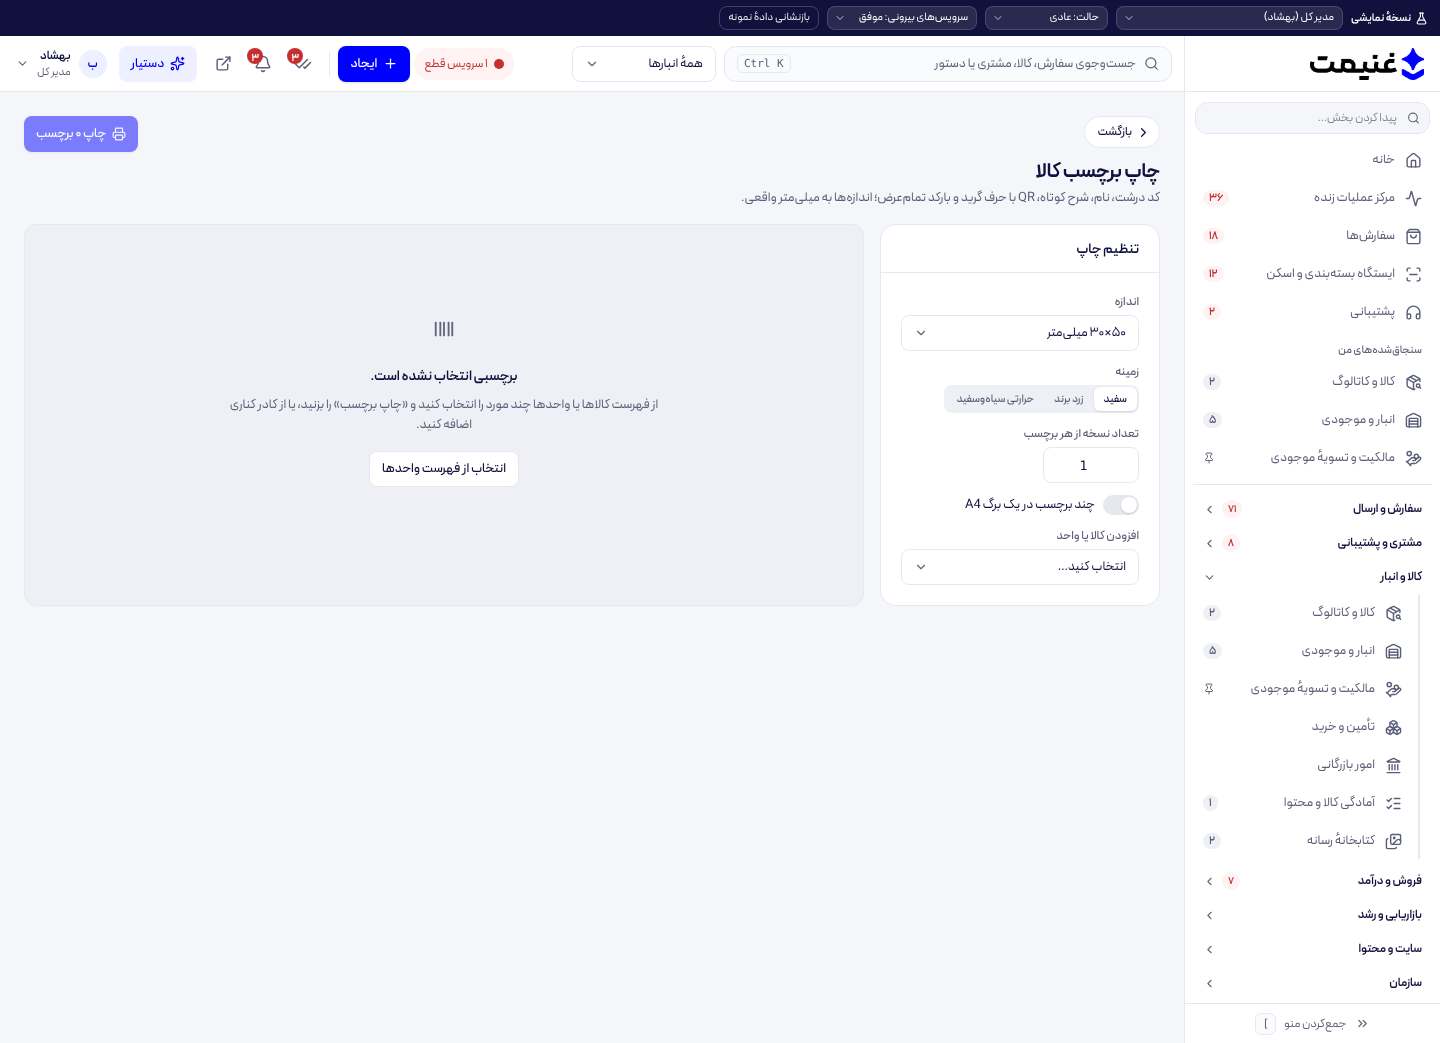 نسخهٔ نمایشی
مدیر کل (بهشاد)
حالت: عادی
سرویس‌های بیرونی: موفق
بازنشانی دادهٔ نمونه
غنیمت
جست‌وجوی سفارش، کالا، مشتری یا دستور
Ctrl K
همهٔ انبارها
۱ سرویس قطع
ایجاد
۳
۳
دستیار
ب
بهشاد
مدیر کل
پیدا کردن بخش...
خانه
مرکز عملیات زنده ۳۶
سفارش‌ها ۱۸
ایستگاه بسته‌بندی و اسکن ۱۲
پشتیبانی ۲
سنجاق‌شده‌های من
کالا و کاتالوگ ۲
انبار و موجودی ۵
مالکیت و تسویهٔ موجودی
سفارش و ارسال ۷۱
مشتری و پشتیبانی ۸
کالا و انبار
کالا و کاتالوگ ۲
انبار و موجودی ۵
مالکیت و تسویهٔ موجودی
تأمین و خرید
امور بازرگانی
آمادگی کالا و محتوا ۱
کتابخانهٔ رسانه ۲
فروش و درآمد ۷
بازاریابی و رشد
سایت و محتوا
سازمان
جمع‌کردن منو [
بازگشت
چاپ ۰ برچسب
چاپ برچسب کالا
کد درشت، نام، شرح کوتاه، QR با حرف گرید و بارکد تمام‌عرض؛ اندازه‌ها به میلی‌متر واقعی.
تنظیم چاپ
اندازه
۵۰×۳۰ میلی‌متر
زمینه
سفید
زرد برند
حرارتی سیاه‌وسفید
تعداد نسخه از هر برچسب
1
چند برچسب در یک برگ A4
افزودن کالا یا واحد
انتخاب کنید...
برچسبی انتخاب نشده است.
از فهرست کالاها یا واحدها چند مورد را انتخاب کنید و «چاپ برچسب» را بزنید، یا از کادر کناری
اضافه کنید.
انتخاب از فهرست واحدها